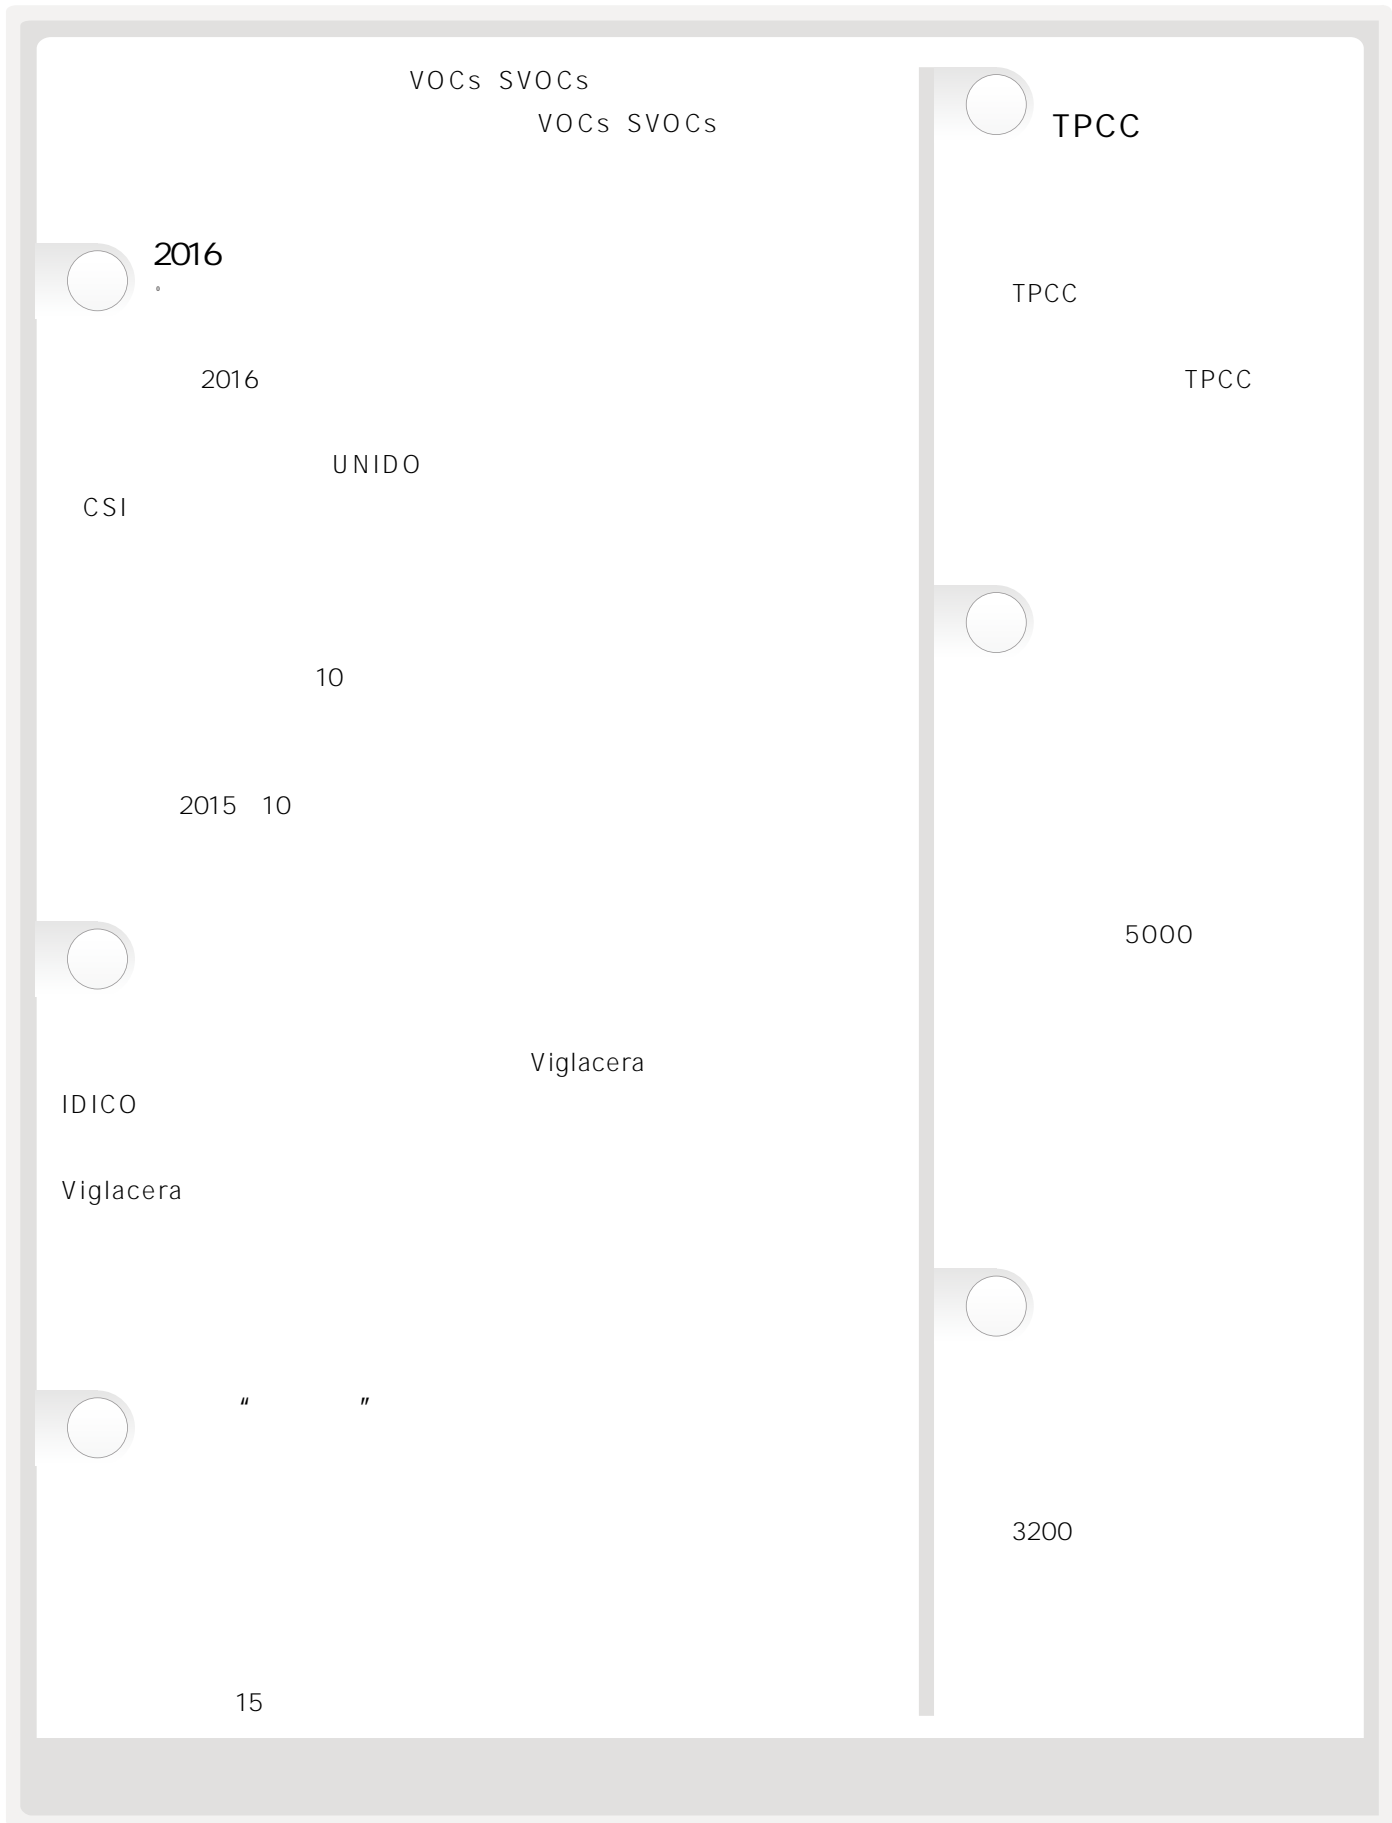 VOCs SVOCs
VOCs SVOCs
2016
。
2016
UNIDO
CSI
10
2015 10
Viglacera
IDICO
Viglacera
“ ”
15
TPCC
TPCC
TPCC
5000
3200